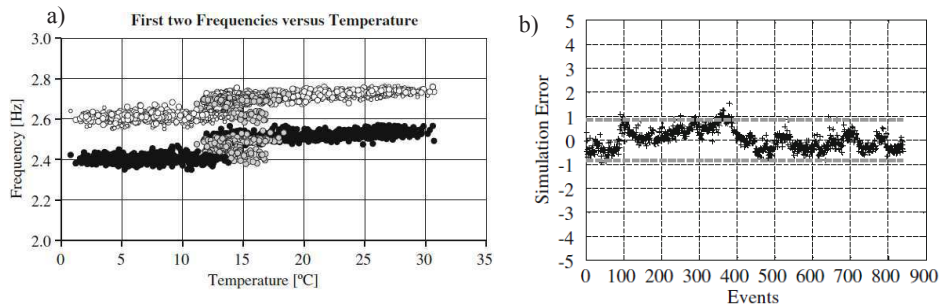 a)
First two Frequencies versus Temperature
3.0
2.8
2.6
2.4
2.2
2.0
Frequency [Hz]
0 5 10 15 20 25 30 35
Temperature [ºC]
b)
5
4
3
2
1
0
-1
-2
-3
-4
-5
Simulation Error
0 100 200 300 400 500 600 700 800 900
Events